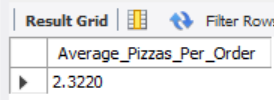 Result Grid Filter Rows
Average_Pizzas_Per_Order
2.3220